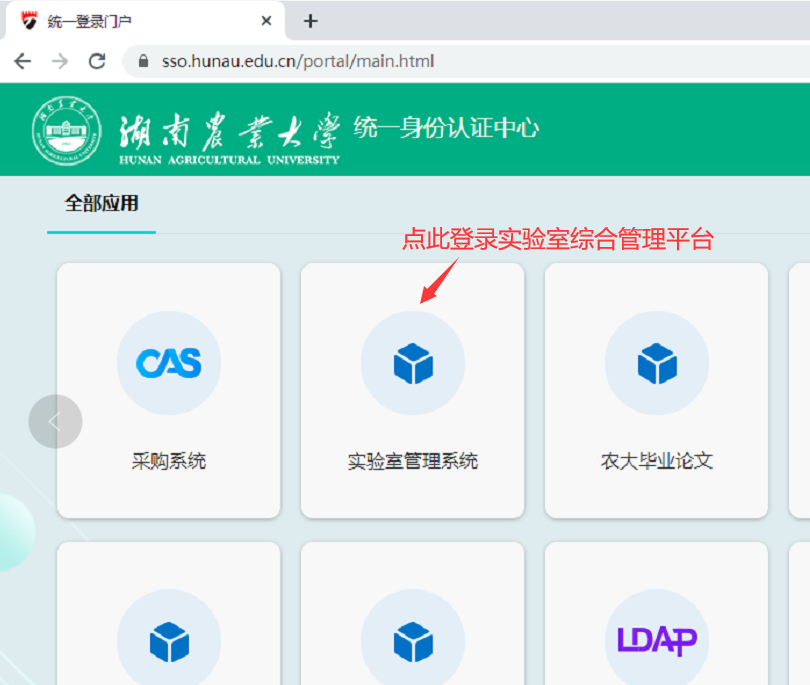 统一登录门户
sso.hunau.edu.cn/portal/main.html
湖南农业大学 统一身份认证中心
HUNAN AGRICULTURAL UNIVERSITY
全部应用
点此登录实验室综合管理平台
CAS
采购系统
实验室管理系统
农大毕业论文
LDAP